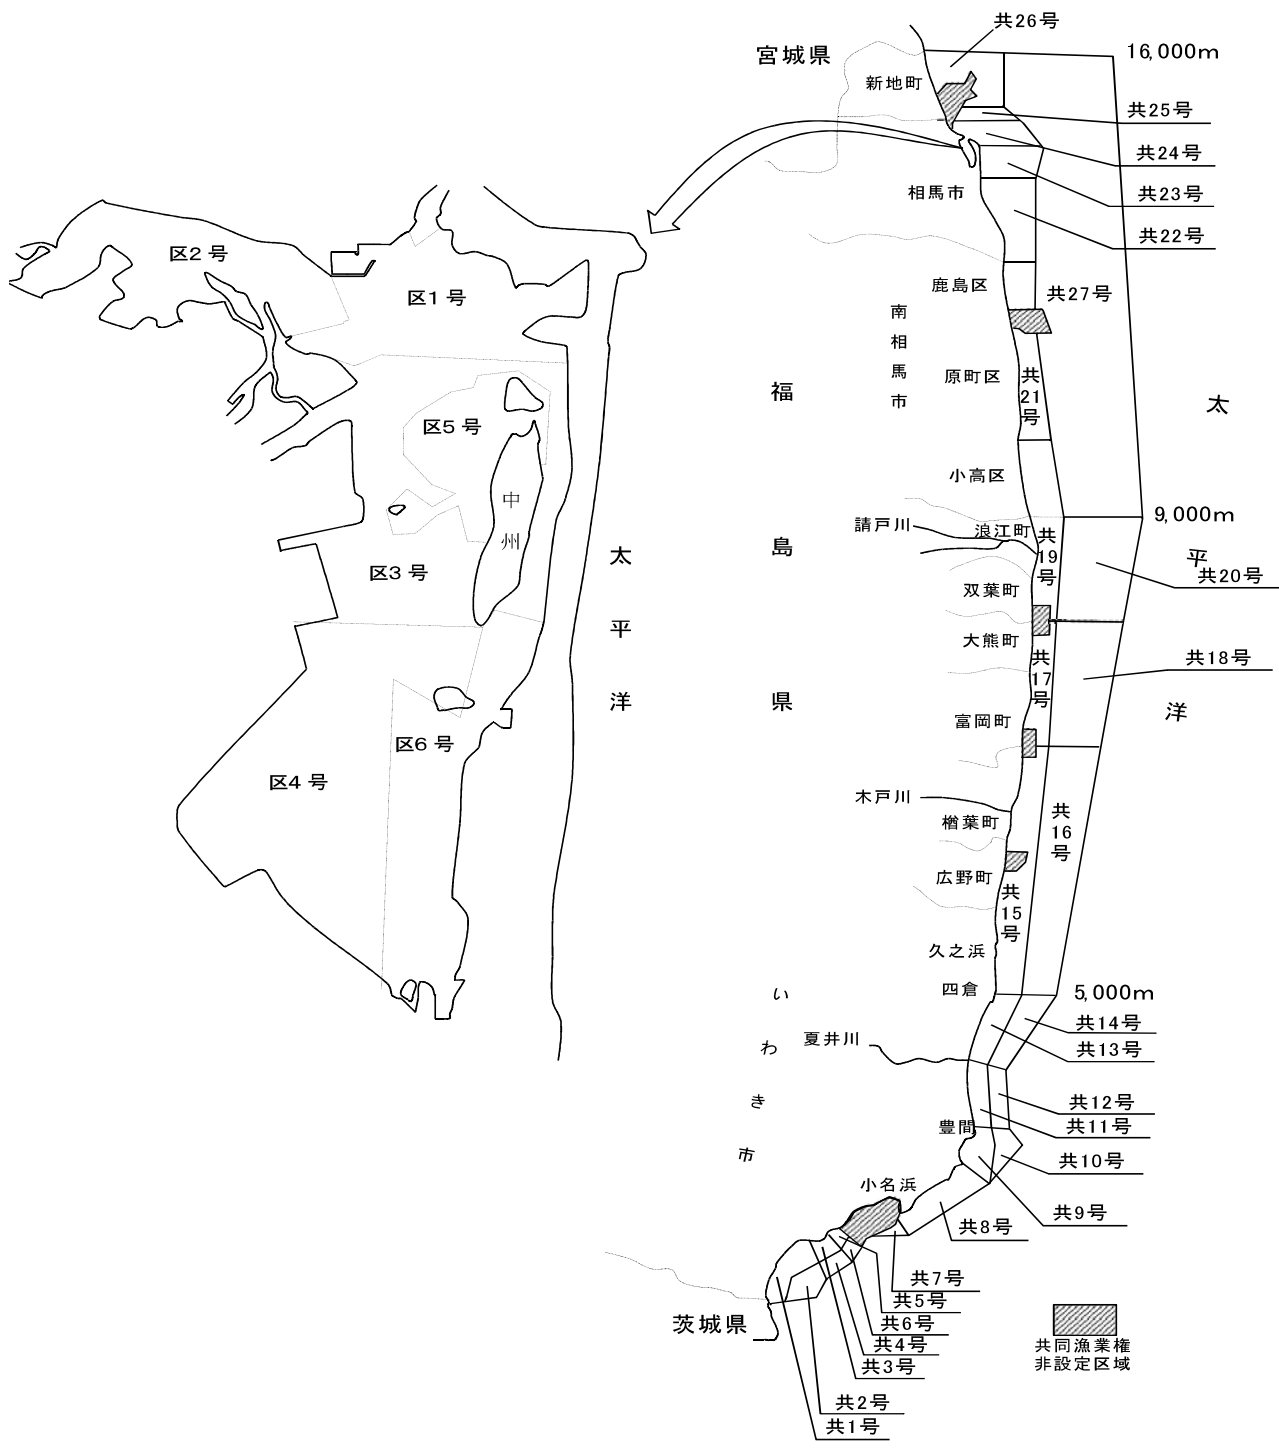 共26号
宮城県
16,000m
新地町
共25号
共24号
相馬市
共23号
共22号
区2号
区1号
鹿島区
共27号
南相馬市
原町区
共21号
福島県
太平洋
区5号
小高区
中州
請戸川
浪江町
9,000m
共19号
太平洋
区3号
共20号
双葉町
大熊町
共17号
共18号
富岡町
区6号
区4号
木戸川
楢葉町
共16号
広野町
共15号
久之浜
四倉
5,000m
いわき市
共14号
夏井川
共13号
共12号
豊間
共11号
共10号
小名浜
共9号
共8号
共7号
共5号
共6号
茨城県
共4号
共3号
共2号
共1号
共同漁業権
非設定区域